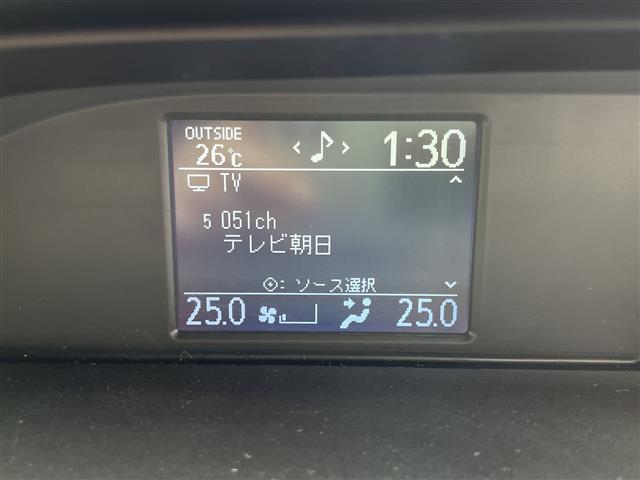 OUTSIDE
26℃ < ♪ > 1:30
TV
5 051ch
テレビ朝日
: ソース選択
25.0 25.0